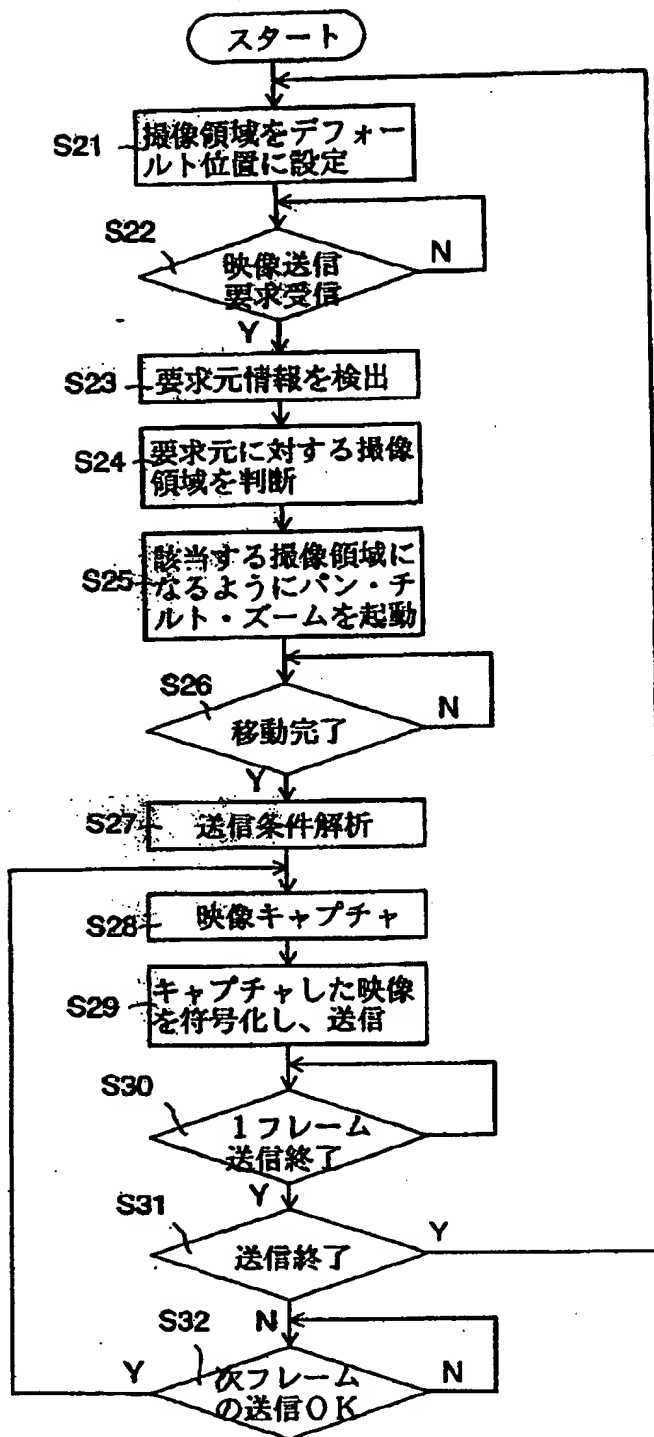 スタート
S21
撮像領域をデフォー
ルト位置に設定
S22
映像送信
要求受信
N
Y
S23
要求元情報を検出
S24
要求元に対する撮像
領域を判断
S25
該当する撮像領域に
なるようにパン・チ
ルト・ズームを起動
S26
移動完了
N
Y
S27
送信条件解析
S28
映像キャプチャ
S29
キャプチャした映像
を符号化し、送信
S30
1フレーム
送信終了
Y
S31
送信終了
Y
N
S32
次フレーム
の送信OK
Y
N